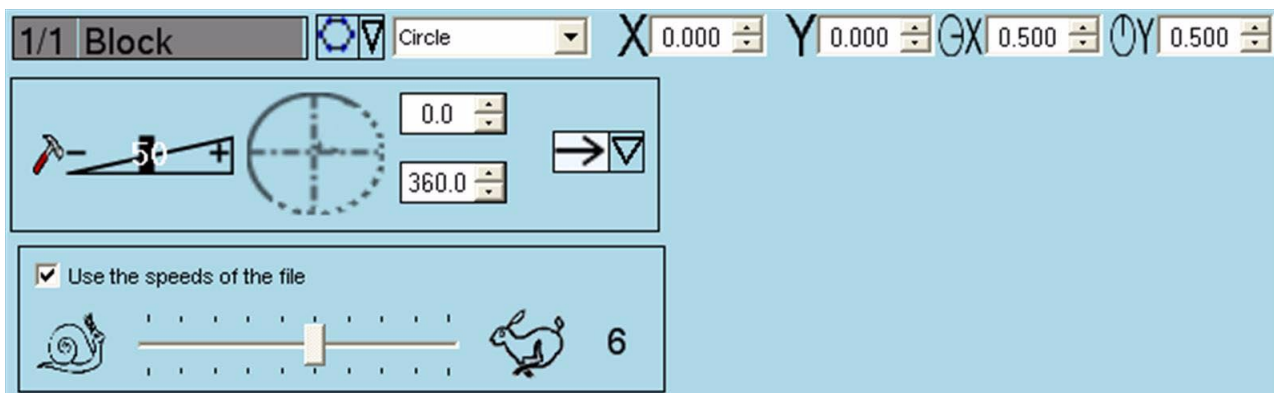 1/1 Block Circle X 0.000 Y 0.000 X 0.500 Y 0.500
0.0
- 50 +
360.0
Use the speeds of the file
6